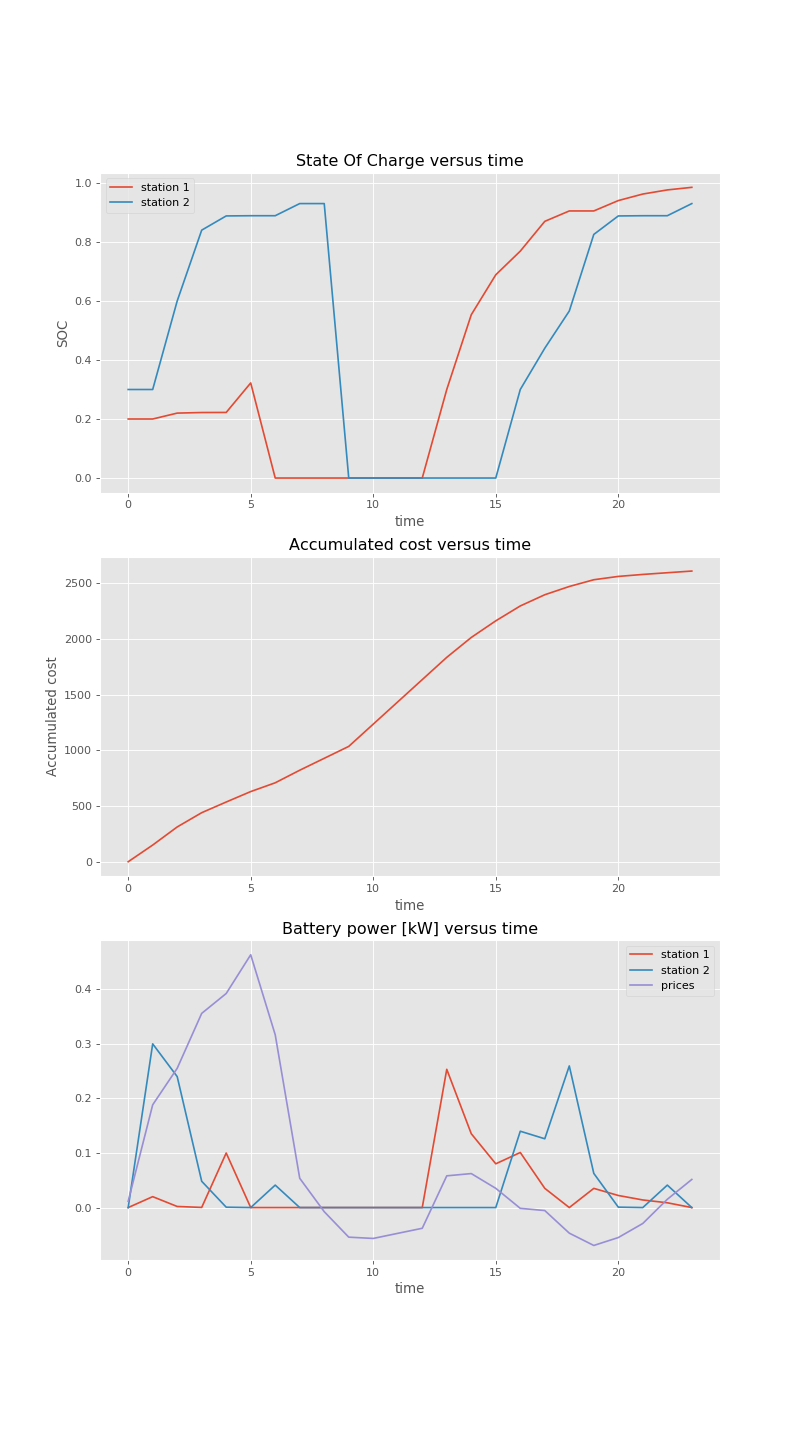 State Of Charge versus time
station 1
station 2
1.0
0.8
0.6
0.4
0.2
0.0
SOC
0 5 10 15 20
time
Accumulated cost versus time
2500
2000
1500
1000
500
0
Accumulated cost
0 5 10 15 20
time
Battery power [kW] versus time
station 1
station 2
prices
0.4
0.3
0.2
0.1
0.0
0 5 10 15 20
time